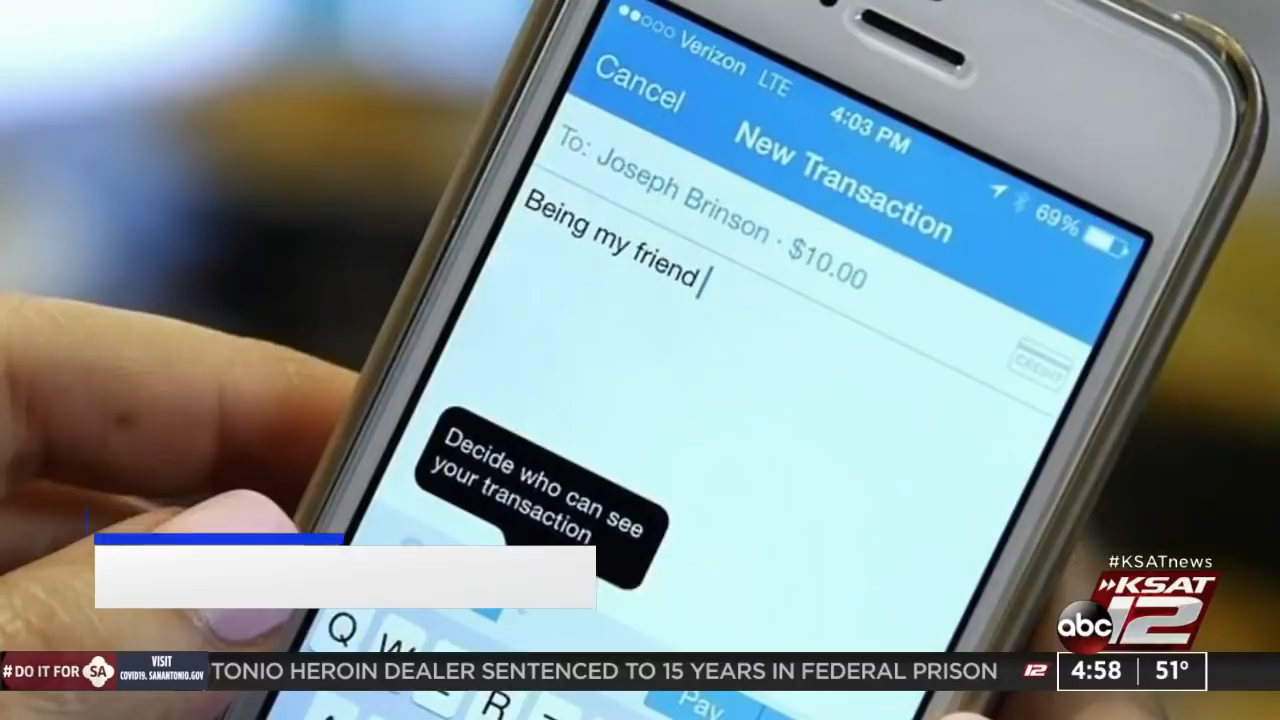 Verizon LTE 4:03 PM 69%
Cancel New Transaction
To: Joseph Brinson · $10.00
Being my friend
CREDIT
Decide who can see
your transaction
Q W
R
Pay
#KSATnews
KSAT
12
abc
#DO IT FOR SA
VISIT
COVID19.SANANTONIO.GOV
TONIO HEROIN DEALER SENTENCED TO 15 YEARS IN FEDERAL PRISON
12
4:58 51°